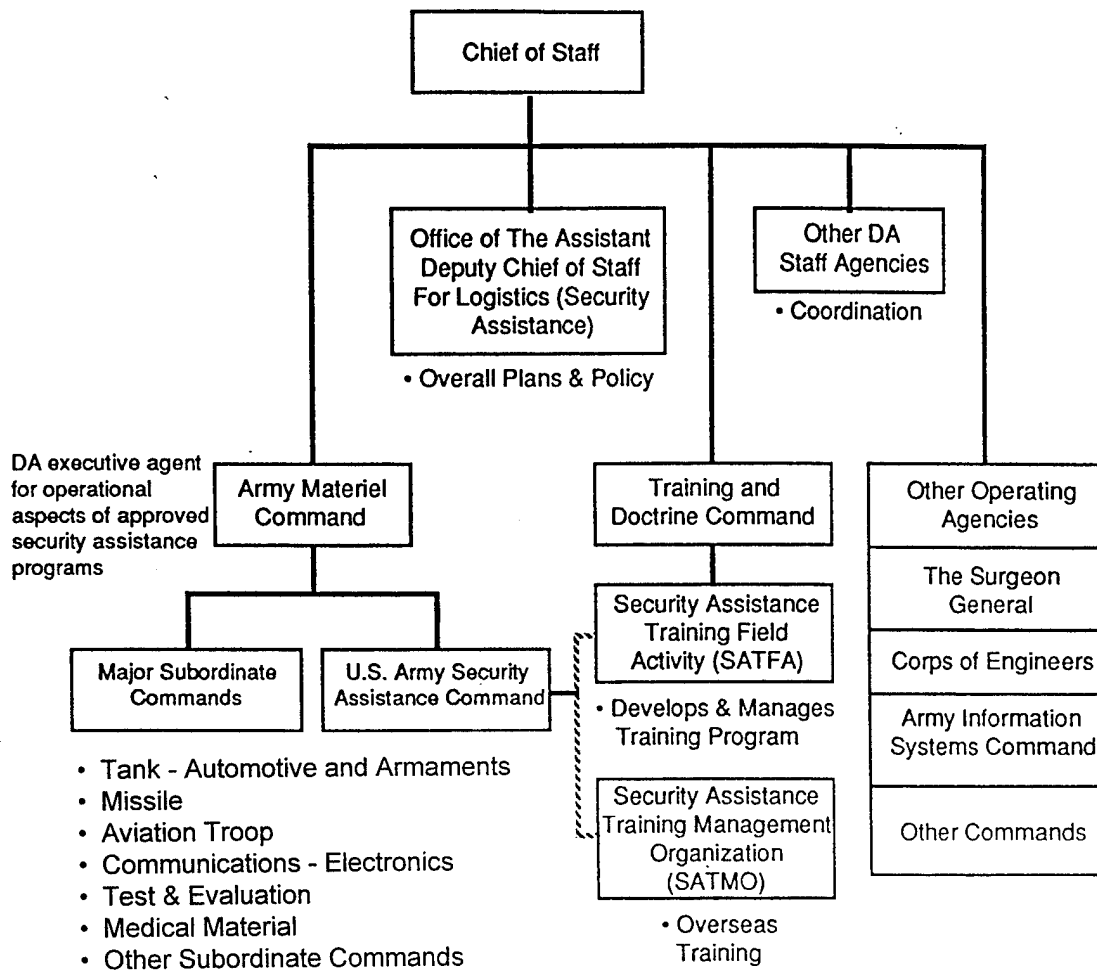 Chief of Staff
Office of The Assistant
Deputy Chief of Staff
For Logistics (Security
Assistance)
• Overall Plans & Policy
Other DA
Staff Agencies
• Coordination
DA executive agent
for operational
aspects of approved
security assistance
programs
Army Materiel
Command
Training and
Doctrine Command
Other Operating
Agencies
The Surgeon
General
Corps of Engineers
Army Information
Systems Command
Other Commands
Major Subordinate
Commands
U.S. Army Security
Assistance Command
Security Assistance
Training Field
Activity (SATFA)
• Develops & Manages
Training Program
Security Assistance
Training Management
Organization
(SATMO)
• Overseas
Training
• Tank - Automotive and Armaments
• Missile
• Aviation Troop
• Communications - Electronics
• Test & Evaluation
• Medical Material
• Other Subordinate Commands